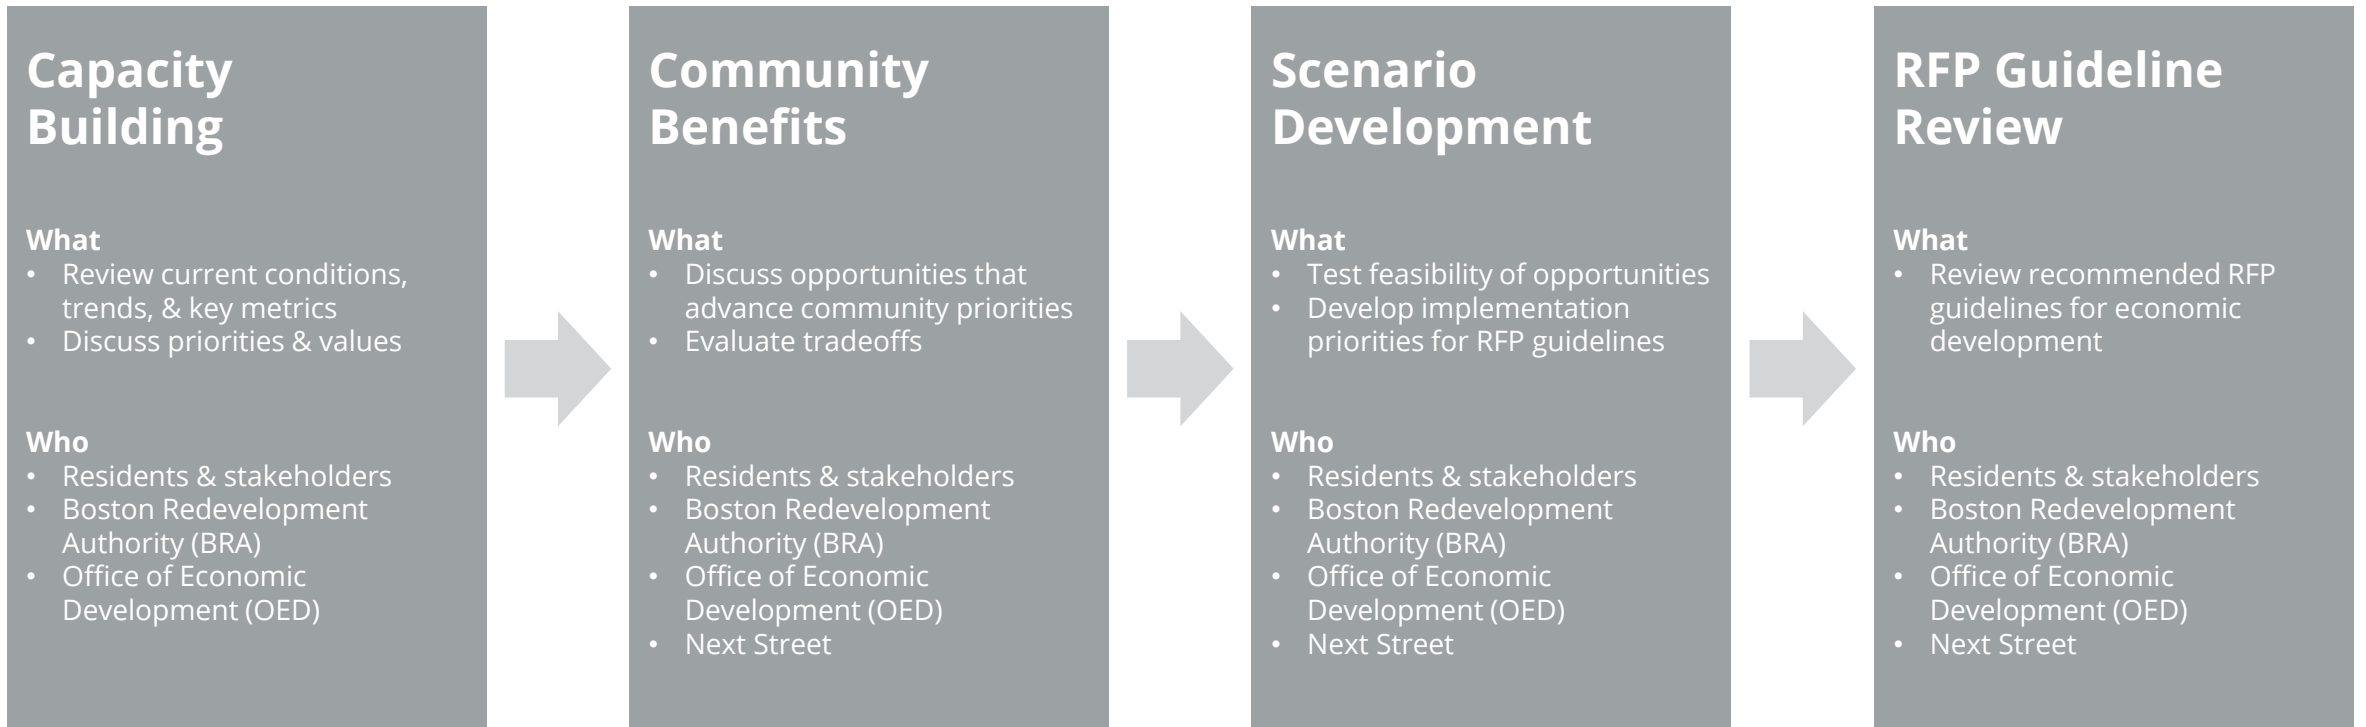 Capacity
Building
What
• Review current conditions,
trends, & key metrics
• Discuss priorities & values
Who
• Residents & stakeholders
• Boston Redevelopment
Authority (BRA)
• Office of Economic
Development (OED)
Community
Benefits
What
• Discuss opportunities that
advance community priorities
• Evaluate tradeoffs
Who
• Residents & stakeholders
• Boston Redevelopment
Authority (BRA)
• Office of Economic
Development (OED)
• Next Street
Scenario
Development
What
• Test feasibility of opportunities
• Develop implementation
priorities for RFP guidelines
Who
• Residents & stakeholders
• Boston Redevelopment
Authority (BRA)
• Office of Economic
Development (OED)
• Next Street
RFP Guideline
Review
What
• Review recommended RFP
guidelines for economic
development
Who
• Residents & stakeholders
• Boston Redevelopment
Authority (BRA)
• Office of Economic
Development (OED)
• Next Street